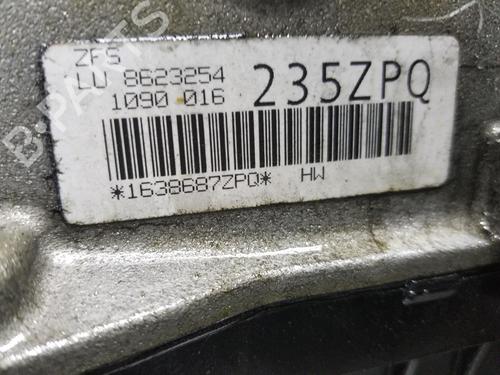 ZFS
LU 8623254
1090 016
235ZPQ
*1638687ZPQ* HW
B-PARTS